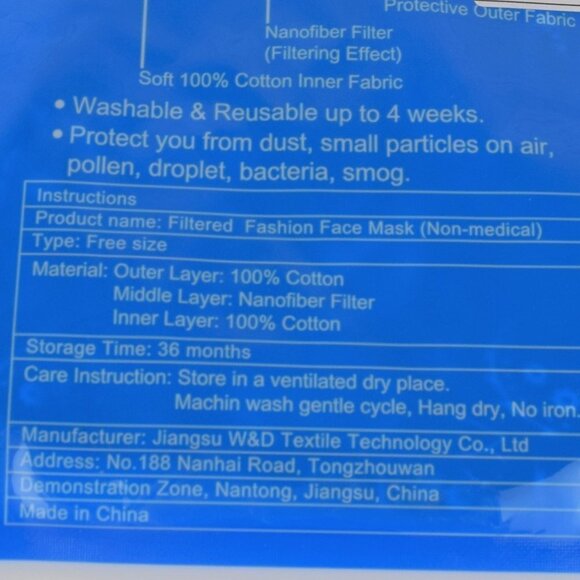 Protective Outer Fabric
Nanofiber Filter
(Filtering Effect)
Soft 100% Cotton Inner Fabric
• Washable & Reusable up to 4 weeks.
• Protect you from dust, small particles on air,
pollen, droplet, bacteria, smog.
Instructions
Product name: Filtered Fashion Face Mask (Non-medical)
Type: Free size
Material: Outer Layer: 100% Cotton
Middle Layer: Nanofiber Filter
Inner Layer: 100% Cotton
Storage Time: 36 months
Care Instruction: Store in a ventilated dry place.
Machin wash gentle cycle, Hang dry, No iron.
Manufacturer: Jiangsu W&D Textile Technology Co., Ltd
Address: No.188 Nanhai Road, Tongzhouwan
Demonstration Zone, Nantong, Jiangsu, China
Made in China